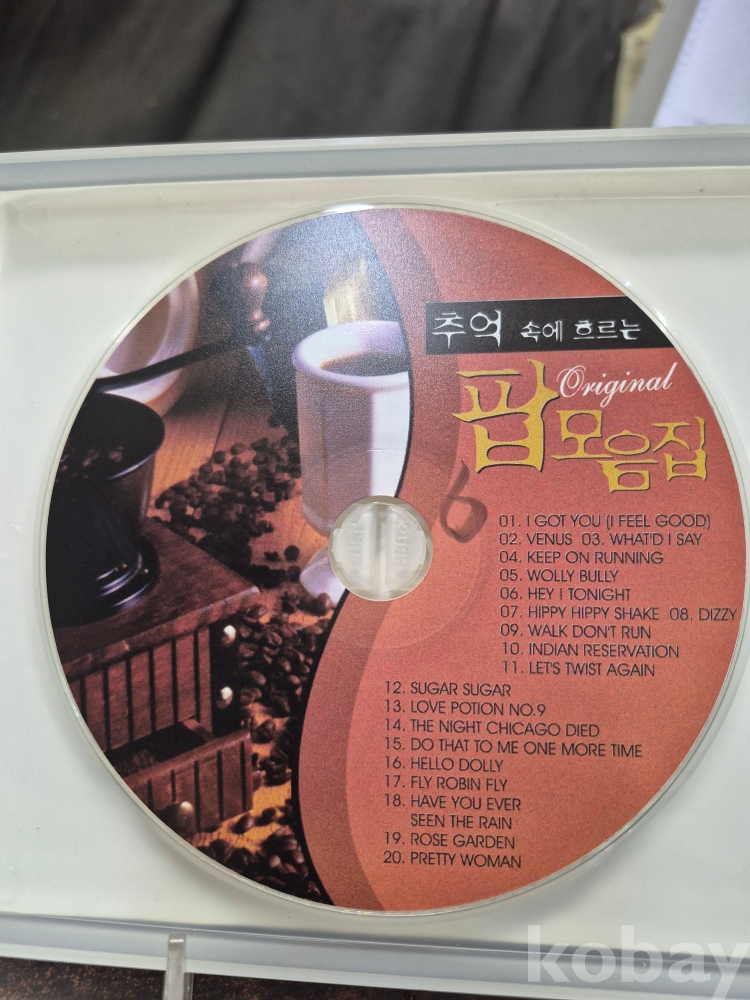 추억 속에 흐르는
Original
팝모음집
6
01. I GOT YOU (I FEEL GOOD)
02. VENUS 03. WHAT'D I SAY
04. KEEP ON RUNNING
05. WOLLY BULLY
06. HEY I TONIGHT
07. HIPPY HIPPY SHAKE 08. DIZZY
09. WALK DON'T RUN
10. INDIAN RESERVATION
11. LET'S TWIST AGAIN
12. SUGAR SUGAR
13. LOVE POTION NO.9
14. THE NIGHT CHICAGO DIED
15. DO THAT TO ME ONE MORE TIME
16. HELLO DOLLY
17. FLY ROBIN FLY
18. HAVE YOU EVER
SEEN THE RAIN
19. ROSE GARDEN
20. PRETTY WOMAN
kobay